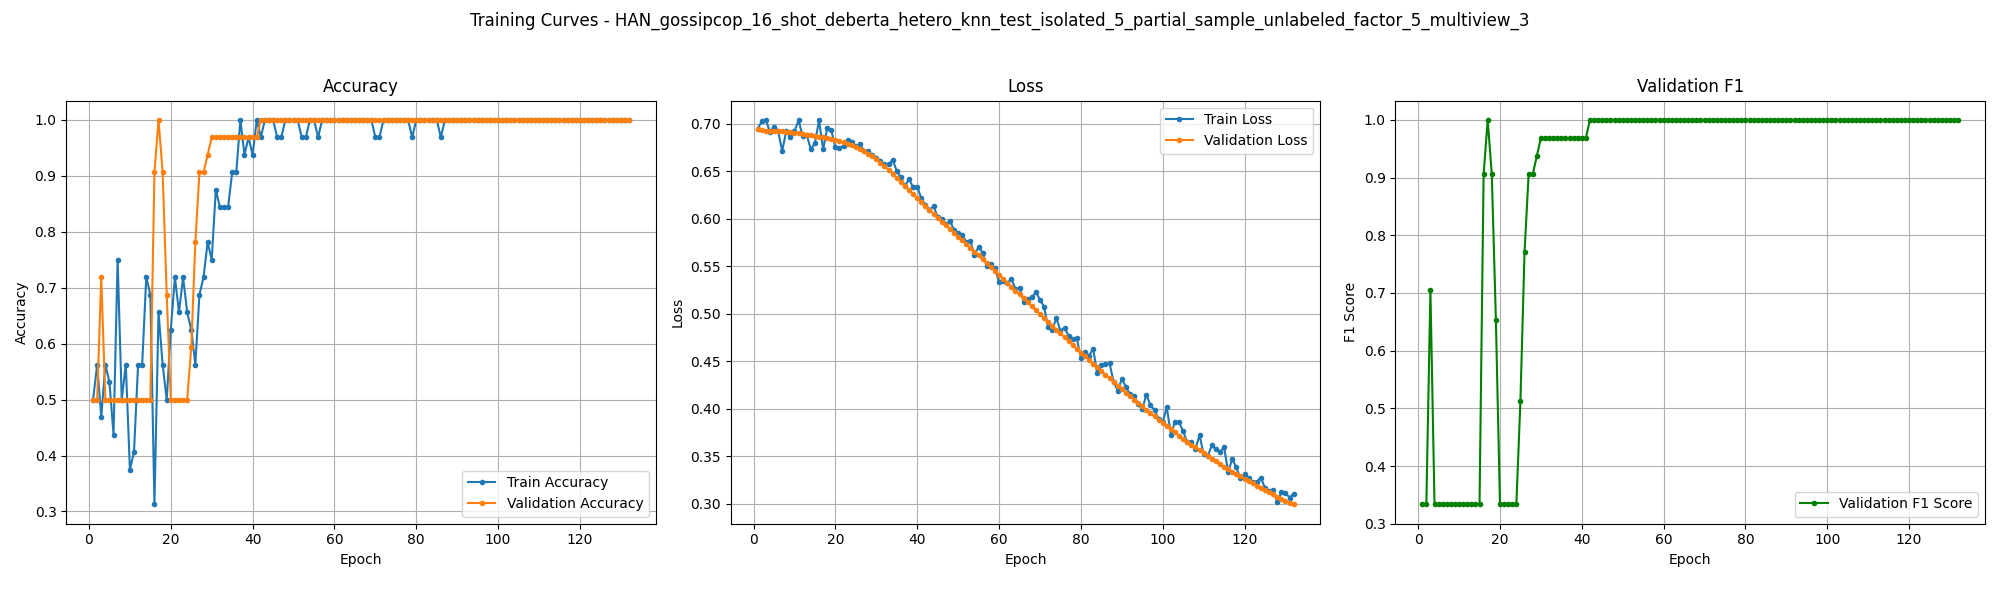 Training Curves - HAN_gossipcop_16_shot_deberta_hetero_knn_test_isolated_5_partial_sample_unlabeled_factor_5_multiview_3
Accuracy
1.0
0.9
0.8
0.7
0.6
0.5
0.4
0.3
Accuracy
0 20 40 60 80 100 120
Epoch
Train Accuracy
Validation Accuracy
Loss
0.70
0.65
0.60
0.55
0.50
0.45
0.40
0.35
0.30
Loss
0 20 40 60 80 100 120
Epoch
Train Loss
Validation Loss
Validation F1
1.0
0.9
0.8
0.7
0.6
0.5
0.4
0.3
F1 Score
0 20 40 60 80 100 120
Epoch
Validation F1 Score